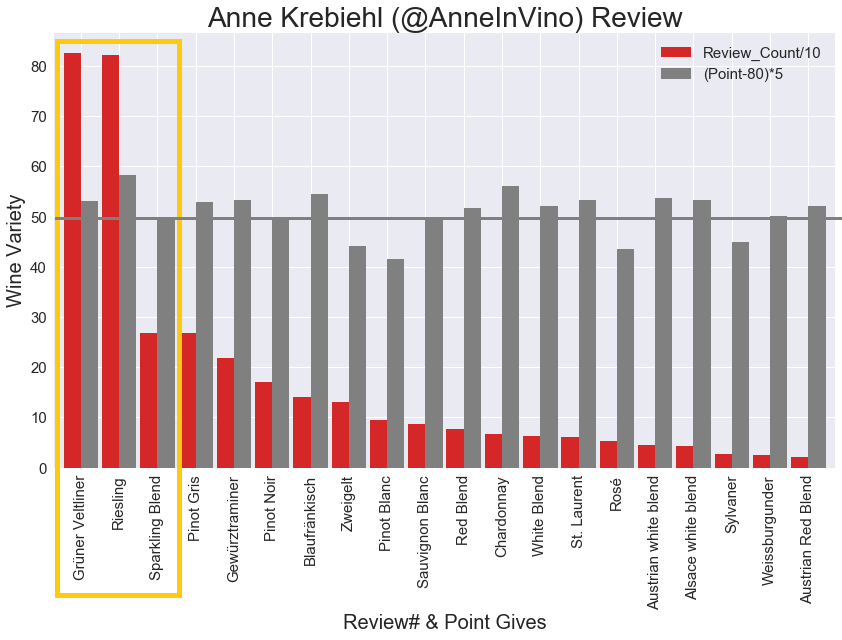 Anne Krebiehl (@AnneInVino) Review
Review_Count/10
(Point-80)*5
Wine Variety
80
70
60
50
40
30
20
10
0
Grüner Veltliner
Riesling
Sparkling Blend
Pinot Gris
Gewürztraminer
Pinot Noir
Blaufränkisch
Zweigelt
Pinot Blanc
Sauvignon Blanc
Red Blend
Chardonnay
White Blend
St. Laurent
Rosé
Austrian white blend
Alsace white blend
Sylvaner
Weissburgunder
Austrian Red Blend
Review# & Point Gives